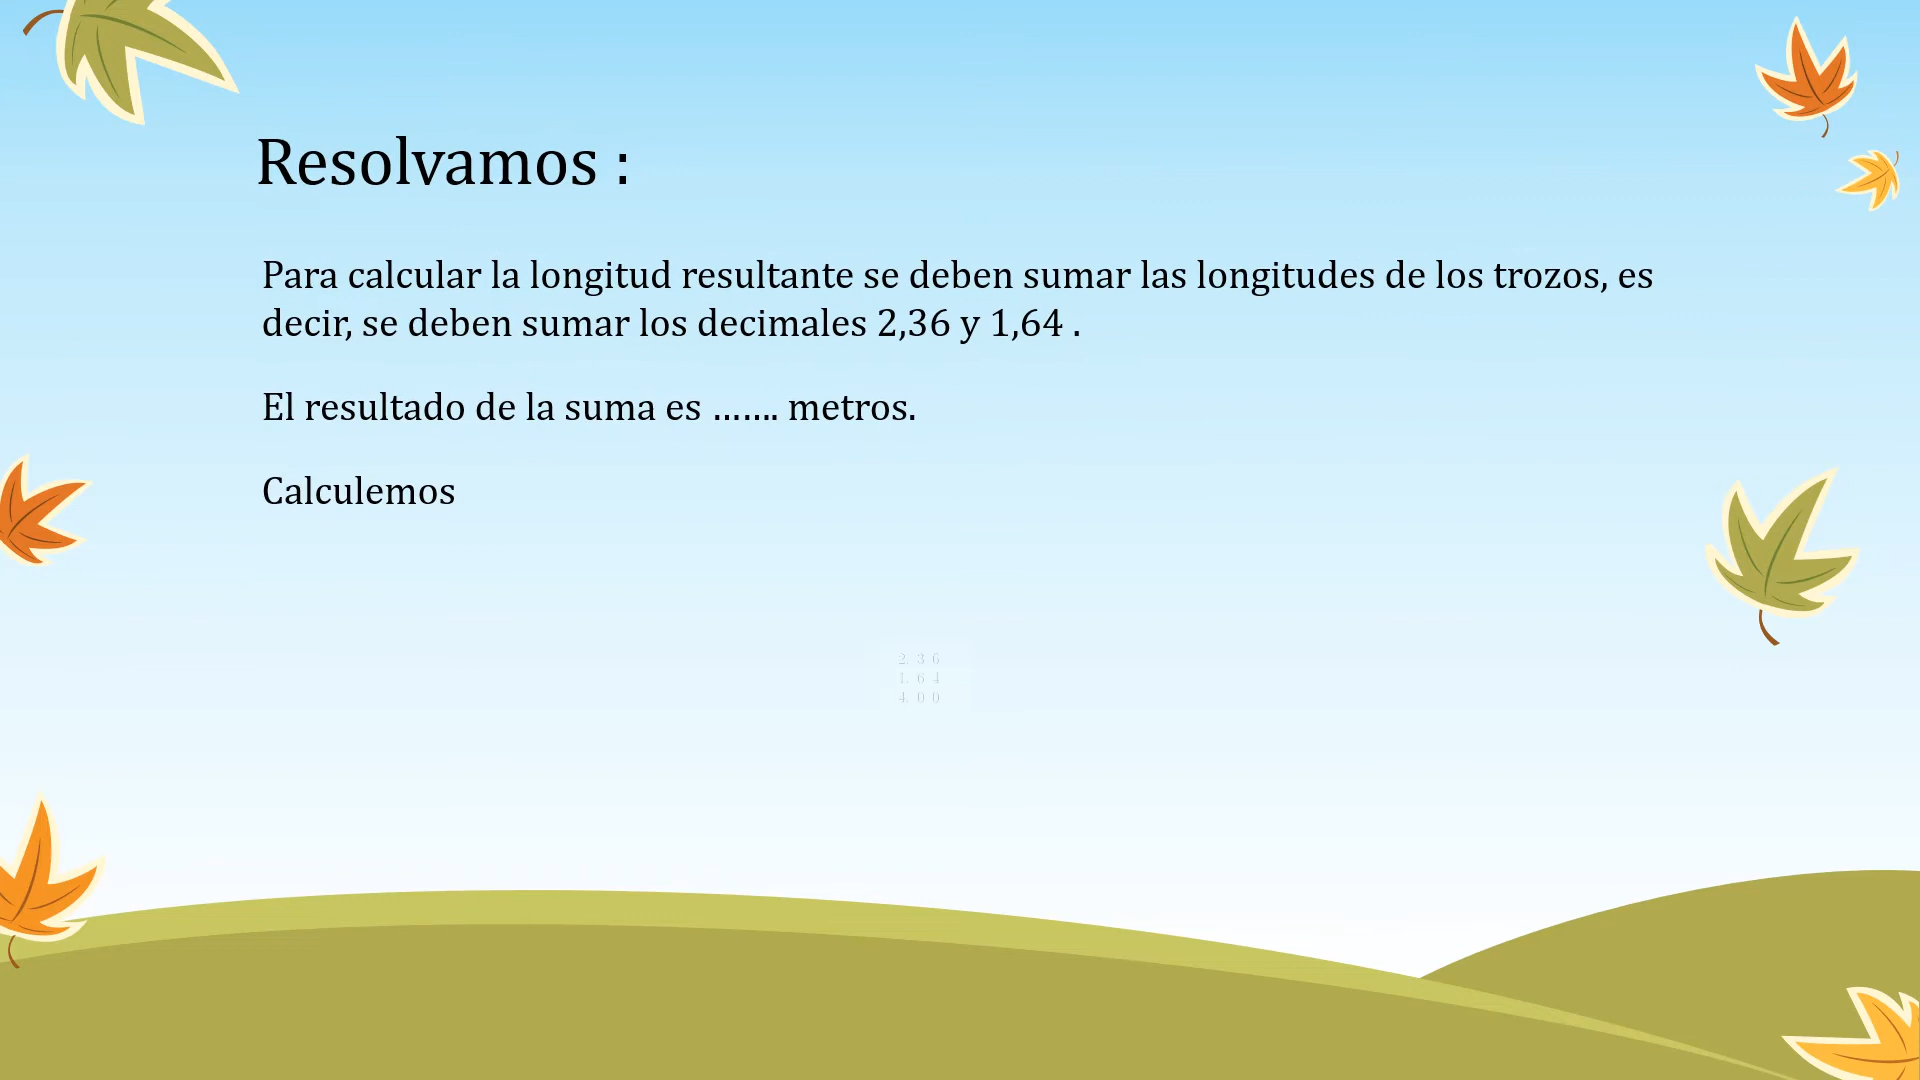 Resolvamos :
Para calcular la longitud resultante se deben sumar las longitudes de los trozos, es
decir, se deben sumar los decimales 2,36 y 1,64 .
El resultado de la suma es ……. metros.
Calculemos
2. 3 6
1. 6 4
4. 0 0